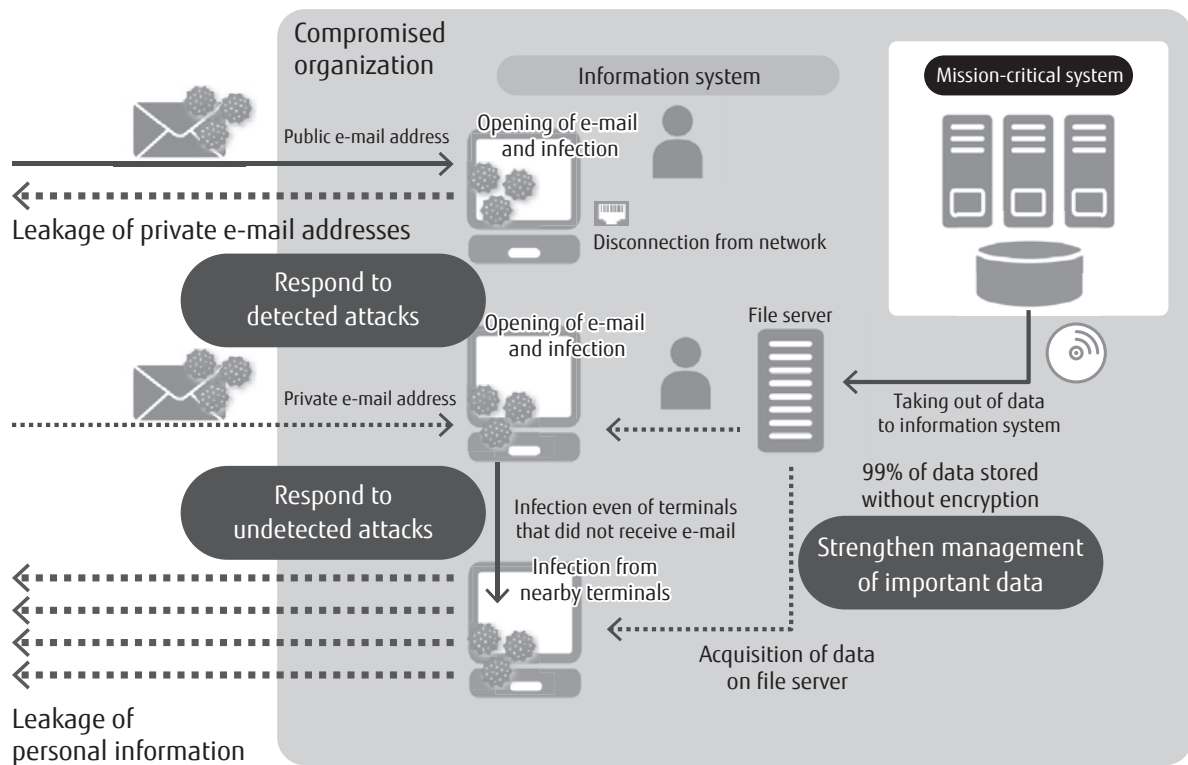 Compromised
organization
Information system
Mission-critical system
Public e-mail address
Opening of e-mail
and infection
Leakage of private e-mail addresses
Disconnection from network
Respond to
detected attacks
Opening of e-mail
and infection
File server
Private e-mail address
Taking out of data
to information system
99% of data stored
without encryption
Respond to
undetected attacks
Infection even of terminals
that did not receive e-mail
Strengthen management
of important data
Infection from
nearby terminals
Acquisition of data
on file server
Leakage of
personal information